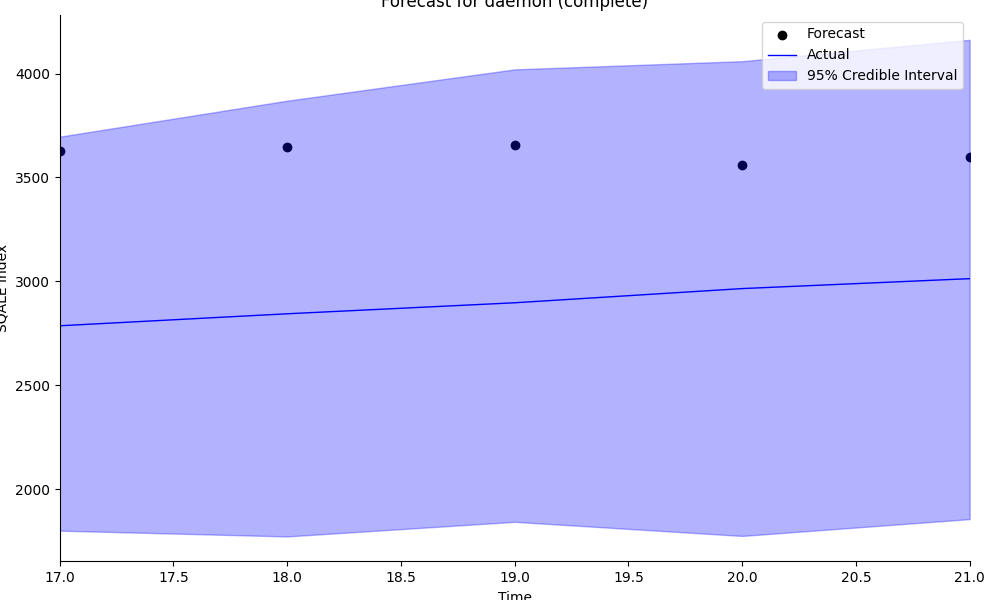 Forecast for daemon (complete)
Forecast
Actual
95% Credible Interval
4000
3500
3000
2500
2000
SQALE Index
17.0 17.5 18.0 18.5 19.0 19.5 20.0 20.5 21.0
Time